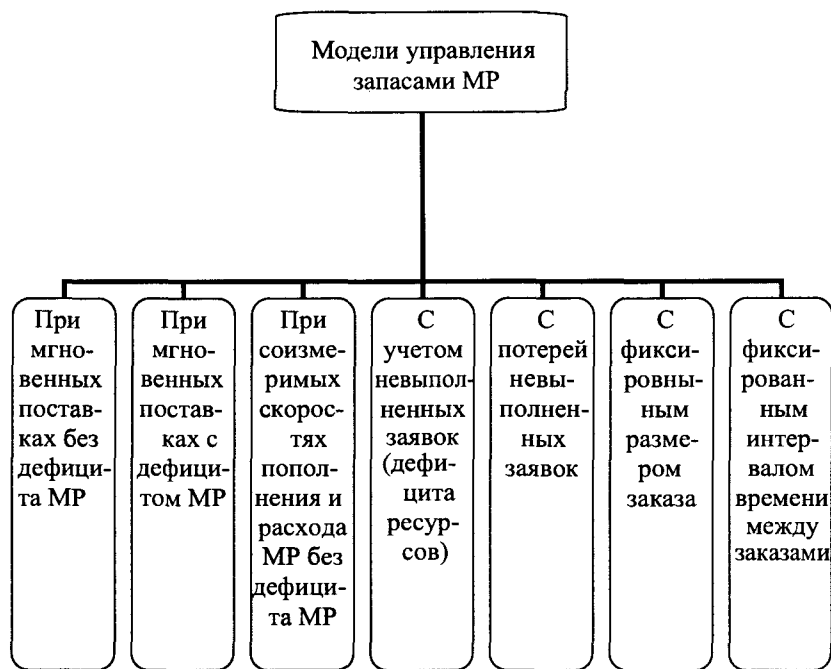 Модели управления
запасами МР
При
мгно-
венных
постав-
ках без
дефици-
та МР
При
мгно-
венных
постав-
ках с
дефици-
том МР
При
соизме-
римых
скорос-
тях
попол-
нения и
расхода
МР без
дефици-
та МР
С
учетом
невыпол-
ненных
заявок
(дефи-
цита
ресур-
сов)
С
потерей
невы-
полнен-
ных
заявок
С
фикси-
ровны-
ным
разме-
ром
заказа
С
фикси-
рован-
ным
интер-
валом
времени
между
заказами